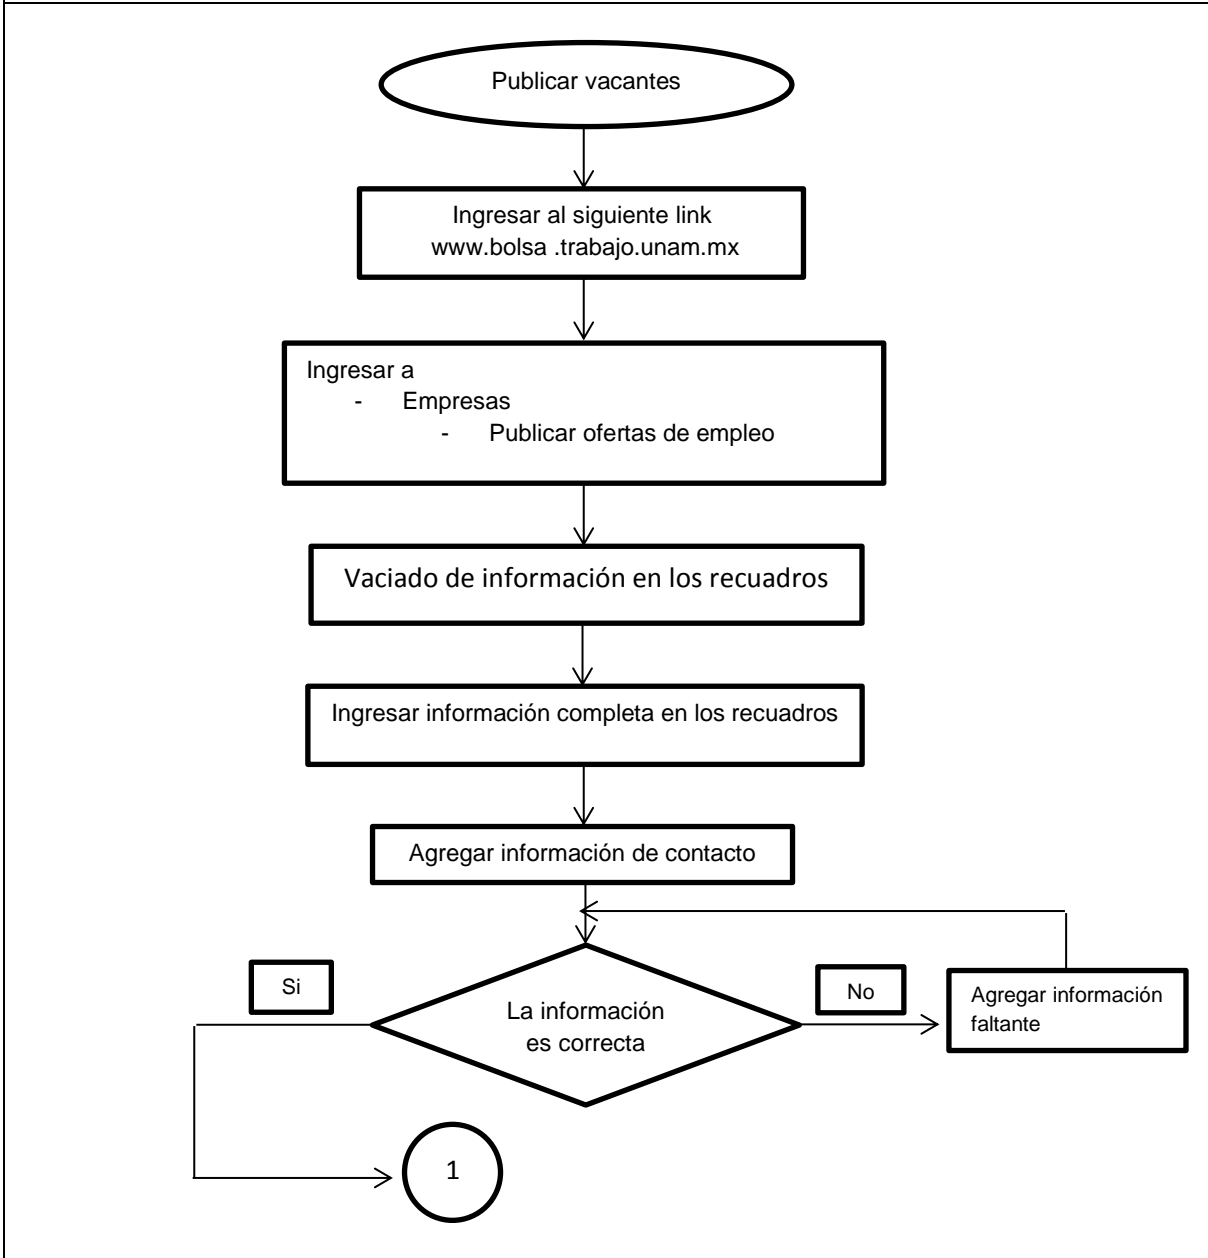 Publicar vacantes
Ingresar al siguiente link
www.bolsa .trabajo.unam.mx
Ingresar a
- Empresas
- Publicar ofertas de empleo
Vaciado de información en los recuadros
Ingresar información completa en los recuadros
Agregar información de contacto
Si
La información
es correcta
No
Agregar información
faltante
1